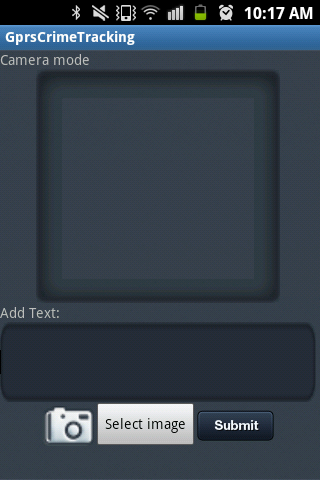 10:17 AM
GprsCrimeTracking
Camera mode
Add Text:
Select image
Submit